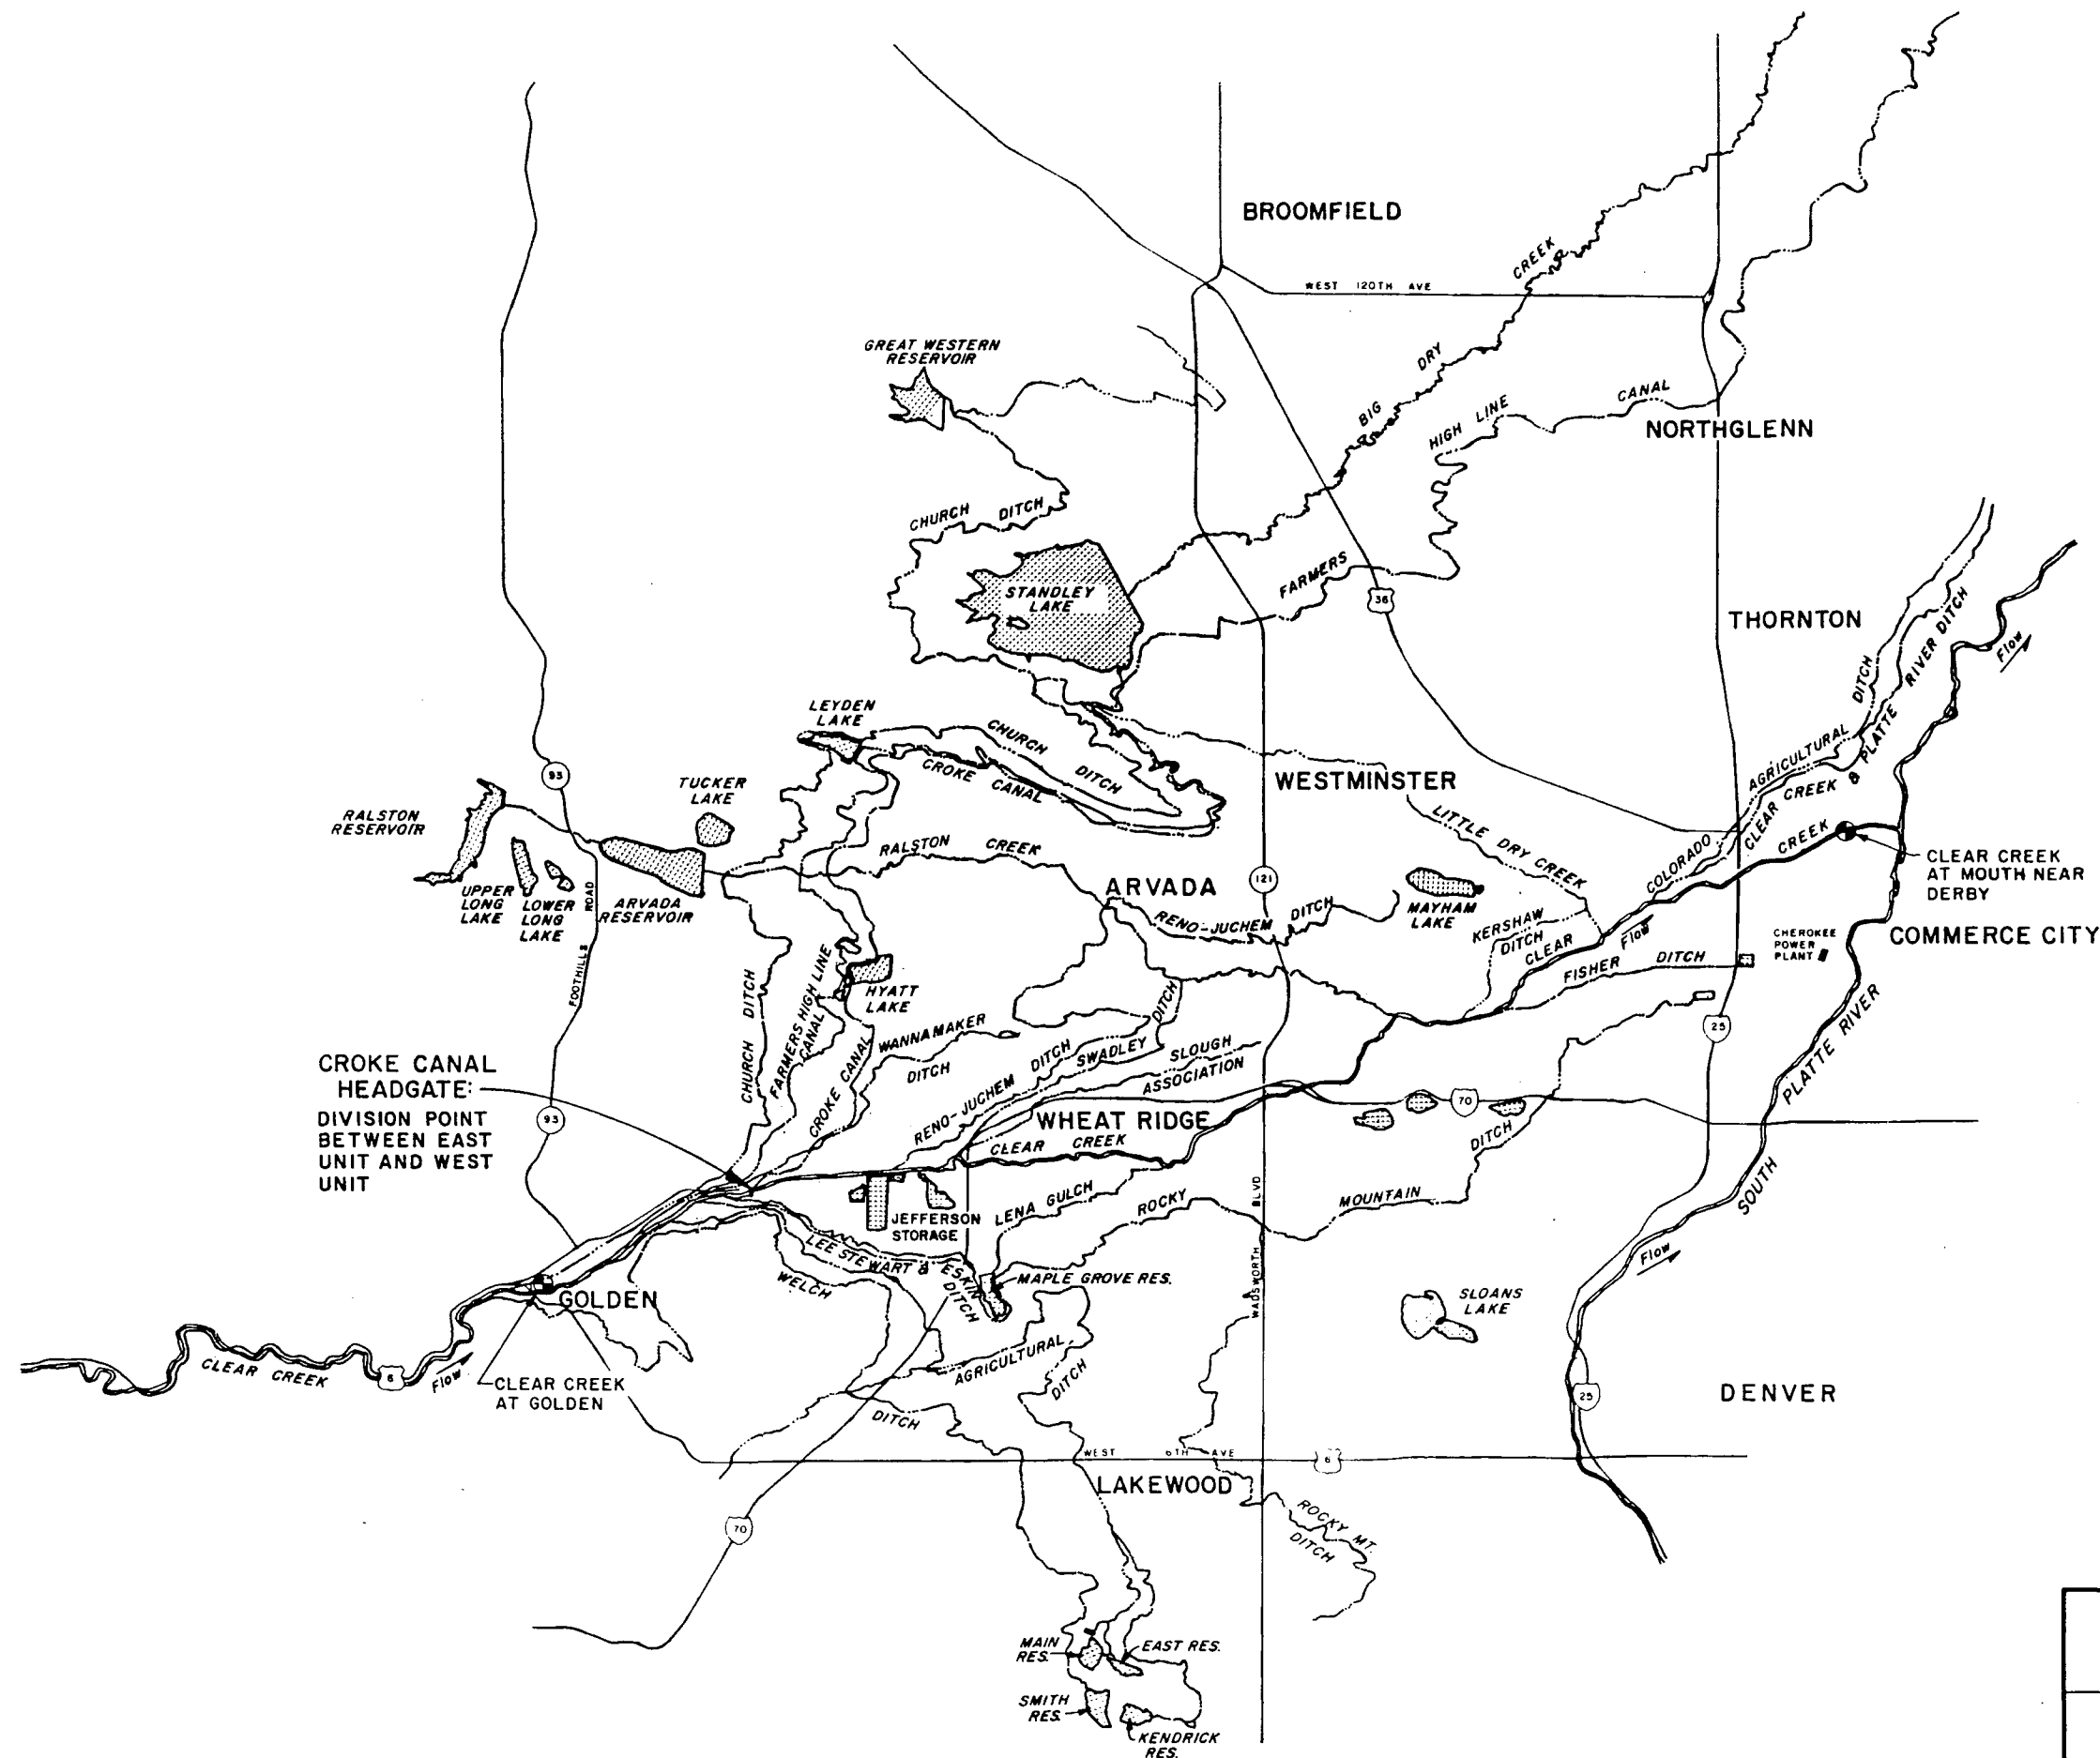 BROOMFIELD
CREEK
WEST 120TH AVE
GREAT WESTERN
RESERVOIR
DRY
BIG
HIGH LINE
CANAL
NORTHGLENN
CHURCH DITCH
STANDLEY
LAKE
FARMERS
36
THORNTON
Flow
DITCH
RIVER DITCH
LEYDEN
LAKE
CHURCH
DITCH
CROKE CANAL
WESTMINSTER
AGRICULTURAL
CLEAR CREEK & PLATTE
93
TUCKER
LAKE
RALSTON
RESERVOIR
LITTLE DRY CREEK
RALSTON CREEK
COLORADO
CREEK
CLEAR CREEK
AT MOUTH NEAR
DERBY
121
UPPER
LONG
LAKE
LOWER
LONG
LAKE
ROAD
ARVADA
RESERVOIR
ARVADA
RENO-JUCHEM DITCH
MAYHAM
LAKE
KERSHAW
DITCH
CLEAR
Flow
CHEROKEE
POWER
PLANT
COMMERCE CITY
FISHER DITCH
FOOTHILLS
CHURCH DITCH
FARMERS HIGH LINE
CANAL
HYATT
LAKE
CROKE CANAL
WANNAMAKER
DITCH
DITCH
RENO-JUCHEM DITCH
SWADLEY
SLOUGH
ASSOCIATION
25
PLATTE RIVER
CROKE CANAL
HEADGATE:
DIVISION POINT
BETWEEN EAST
UNIT AND WEST
UNIT
93
WHEAT RIDGE
70
CLEAR CREEK
DITCH
JEFFERSON
STORAGE
LENA GULCH
ROCKY
MOUNTAIN
BLVD
SOUTH
Flow
LEE STEWART & ESKIN
DITCH
WELCH
MAPLE GROVE RES.
WADSWORTH
SLOANS
LAKE
GOLDEN
CLEAR CREEK
6
Flow
CLEAR CREEK
AT GOLDEN
AGRICULTURAL
DITCH
DITCH
25
DENVER
WEST 6TH AVE
6
LAKEWOOD
ROCKY MT.
DITCH
70
MAIN
RES.
EAST RES.
SMITH
RES.
KENDRICK
RES.